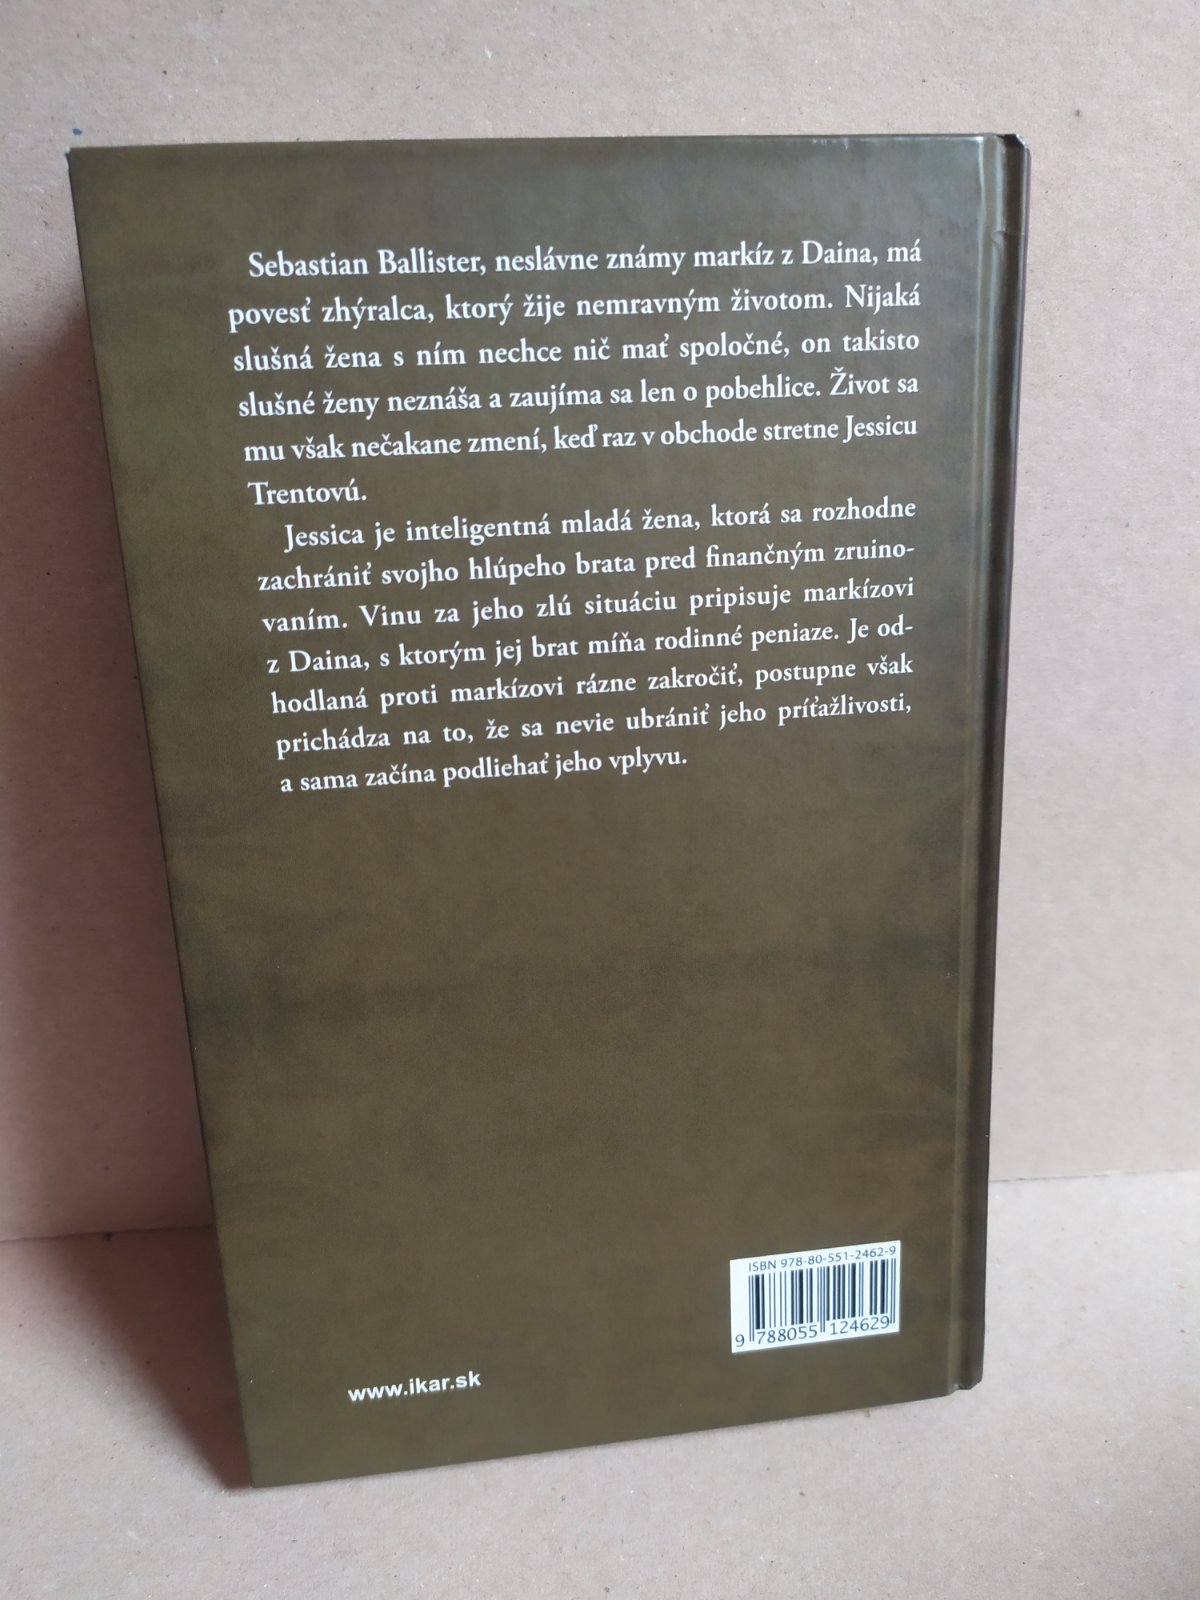 Sebastian Ballister, neslávne známy markíz z Daina, má
povesť zhýralca, ktorý žije nemravným životom. Nijaká
slušná žena s ním nechce nič mať spoločné, on takisto
slušné ženy neznáša a zaujíma sa len o pobehlice. Život sa
mu však nečakane zmení, keď raz v obchode stretne Jessicu
Trentovú.
Jessica je inteligentná mladá žena, ktorá sa rozhodne
zachrániť svojho hlúpeho brata pred finančným zruino-
vaním. Vinu za jeho zlú situáciu pripisuje markízovi
z Daina, s ktorým jej brat míňa rodinné peniaze. Je od-
hodlaná proti markízovi rázne zakročiť, postupne však
prichádza na to, že sa nevie ubrániť jeho príťažlivosti,
a sama začína podliehať jeho vplyvu.
ISBN 978-80-551-2462-9
9 788055 124629
www.ikar.sk